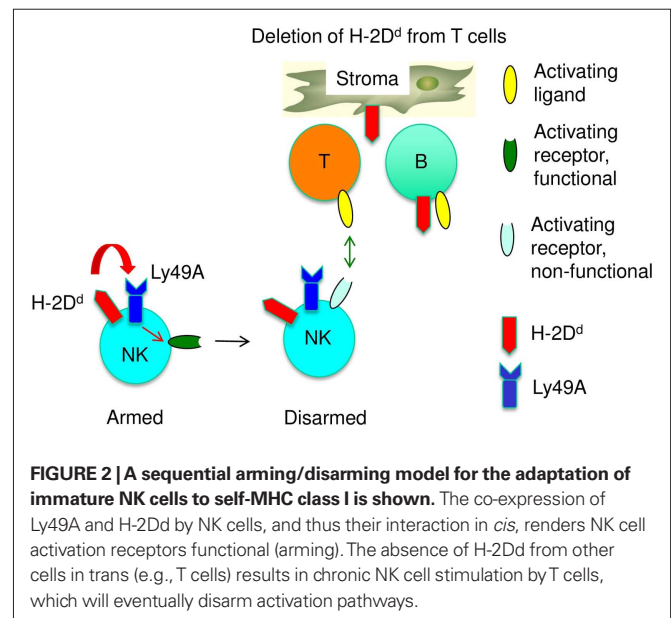 Deletion of H-2Dᵈ from T cells
Stroma
T
B
Activating
ligand
Activating
receptor,
functional
Activating
receptor,
non-functional
H-2Dᵈ
Ly49A
Ly49A
H-2Dᵈ
NK
NK
Armed
Disarmed
FIGURE 2 | A sequential arming/disarming model for the adaptation of
immature NK cells to self-MHC class I is shown. The co-expression of
Ly49A and H-2Dd by NK cells, and thus their interaction in cis, renders NK cell
activation receptors functional (arming). The absence of H-2Dd from other
cells in trans (e.g., T cells) results in chronic NK cell stimulation by T cells,
which will eventually disarm activation pathways.